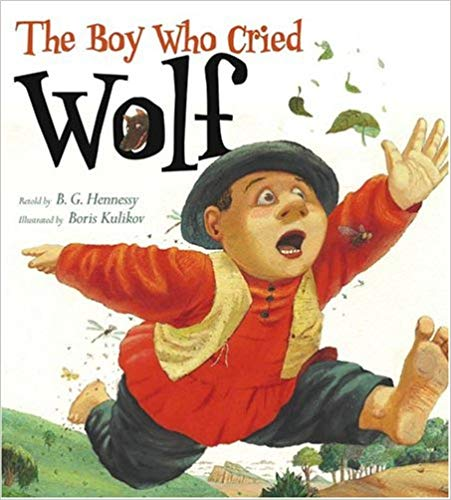 The Boy Who Cried
Wolf
Retold by B. G. Hennessy
Illustrated by Boris Kulikov